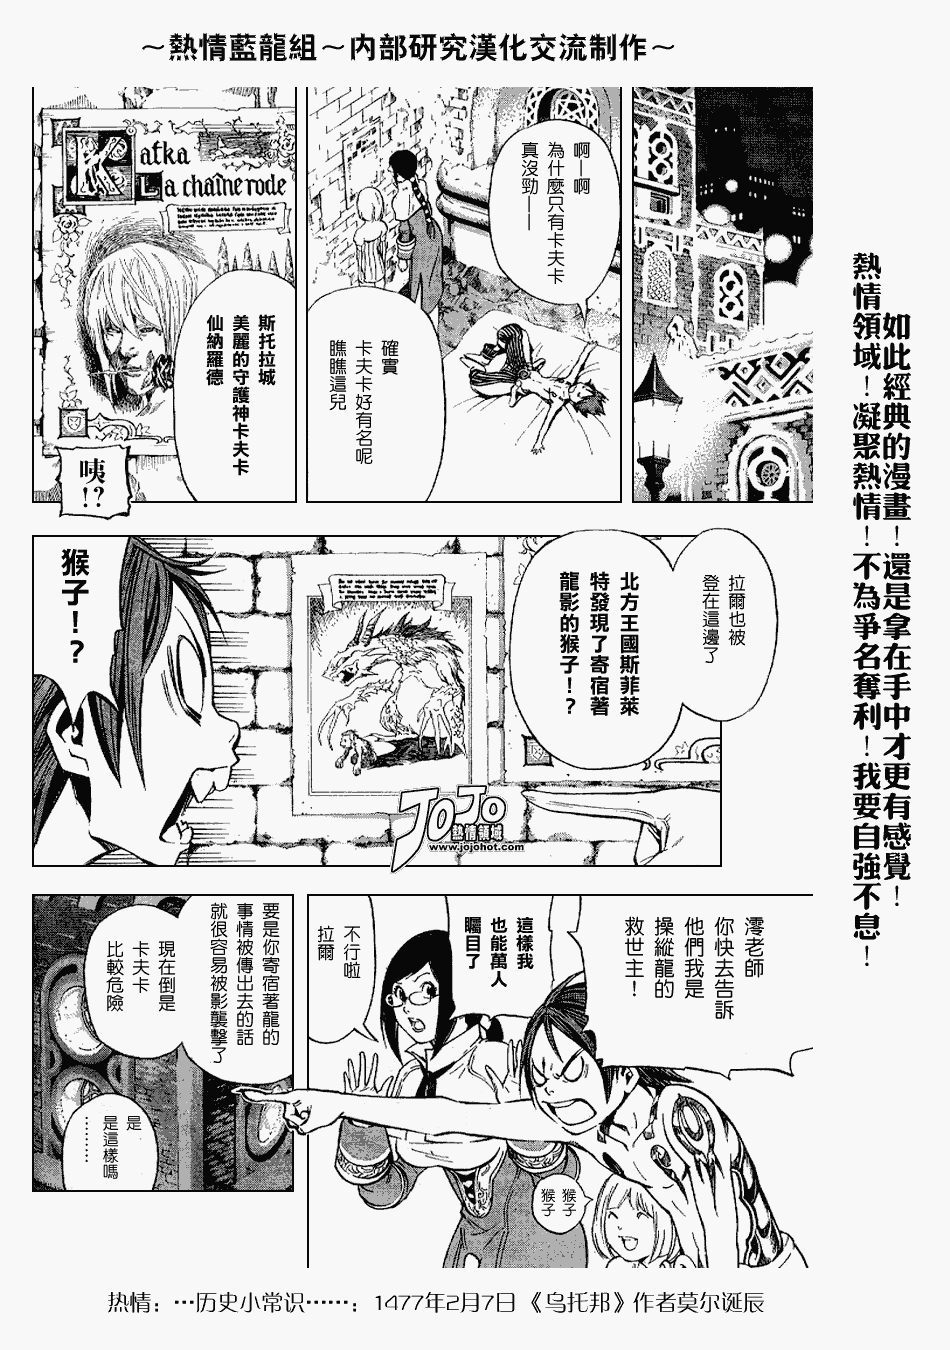 ～熱情藍龍組～内部研究漢化交流制作～
啊—啊
為什麼只有卡夫卡
真沒勁——
確實
卡夫卡好有名呢
瞧瞧這兒
Kafka
La chaîne rode
斯托拉城
美麗的守護神卡夫卡
仙納羅德
咦!?
拉爾也被
登在這邊了
北方王國斯菲萊
特發現了寄宿著
龍影的猴子！？
猴子！？
JOJO
熱情領域
www.jojohot.com
澪老師
你快去告訴
他們我是
操縱龍的
救世主！
這樣我
也能萬人
矚目了
不行啦
拉爾
猴子
猴子
要是你寄宿著龍的
事情被傳出去的話
就很容易被影襲擊了
現在倒是
卡夫卡
比較危險
是
是這樣嗎
………
如此經典的漫畫！還是拿在手中才更有感覺！
熱情領域！凝聚熱情！不為爭名奪利！我要自強不息！
热情：…历史小常识……：1477年2月7日《乌托邦》作者莫尔诞辰